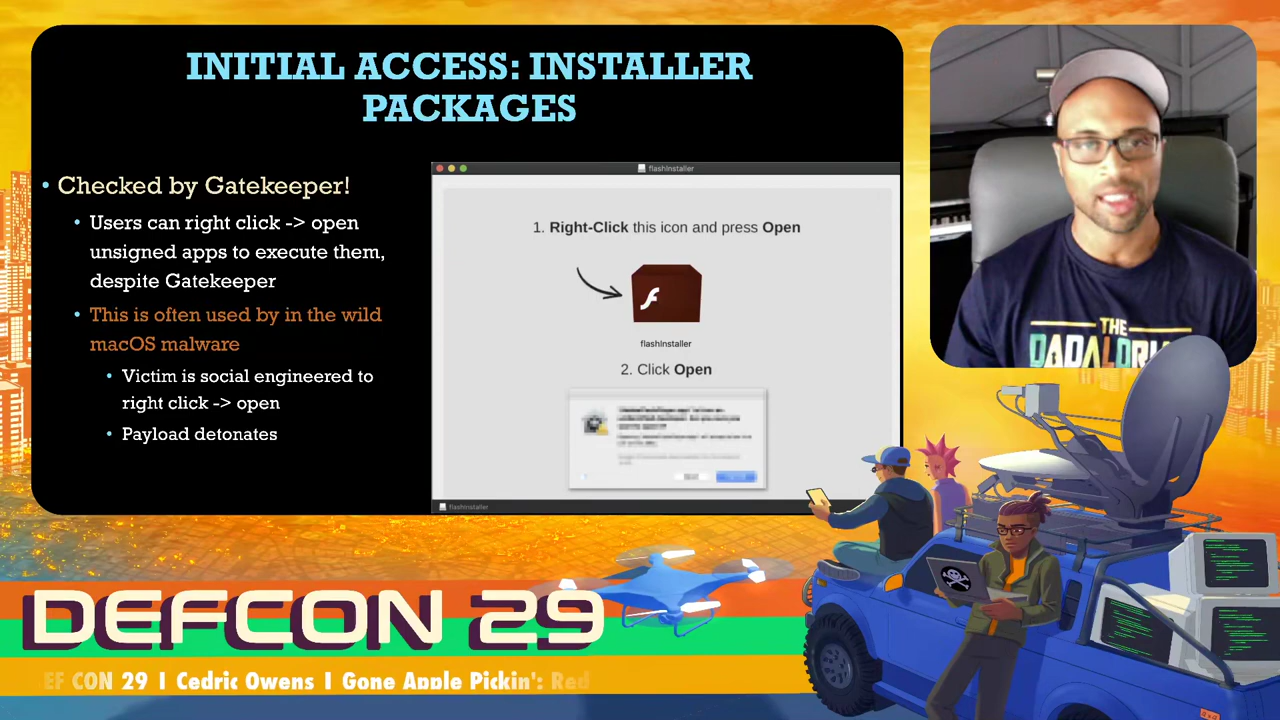 INITIAL ACCESS: INSTALLER
PACKAGES
• Checked by Gatekeeper!
• Users can right click -> open
unsigned apps to execute them,
despite Gatekeeper
• This is often used by in the wild
macOS malware
• Victim is social engineered to
right click -> open
• Payload detonates
flashInstaller
1. Right-Click this icon and press Open
flashInstaller
2. Click Open
flashInstaller
THE
DEFCON 29
EF CON 29 | Cedric Owens | Gone Apple Pickin': Red